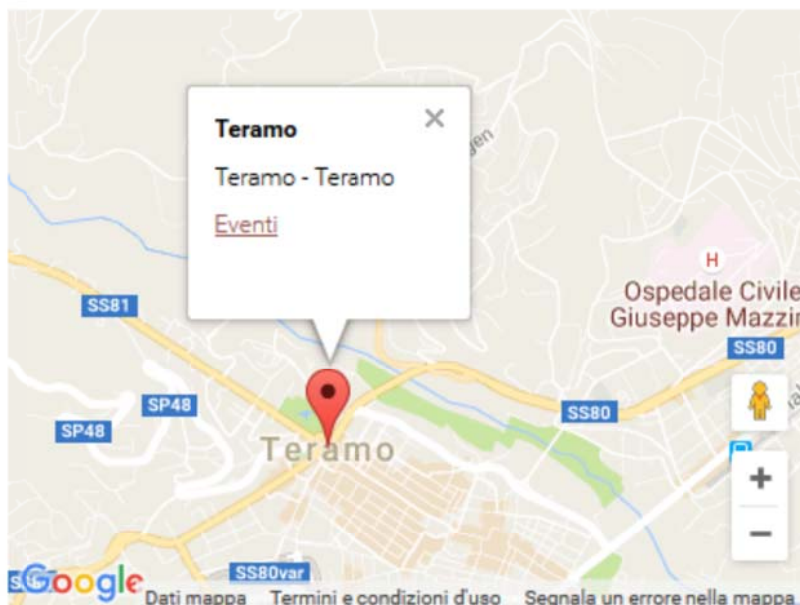 Teramo
Teramo - Teramo
Eventi
gen
H
Ospedale Civile
Giuseppe Mazzin
SS81
SS80
SP48
SS80
SP48
Teramo
SS80var
Google
Dati mappa Termini e condizioni d'uso Segnala un errore nella mappa